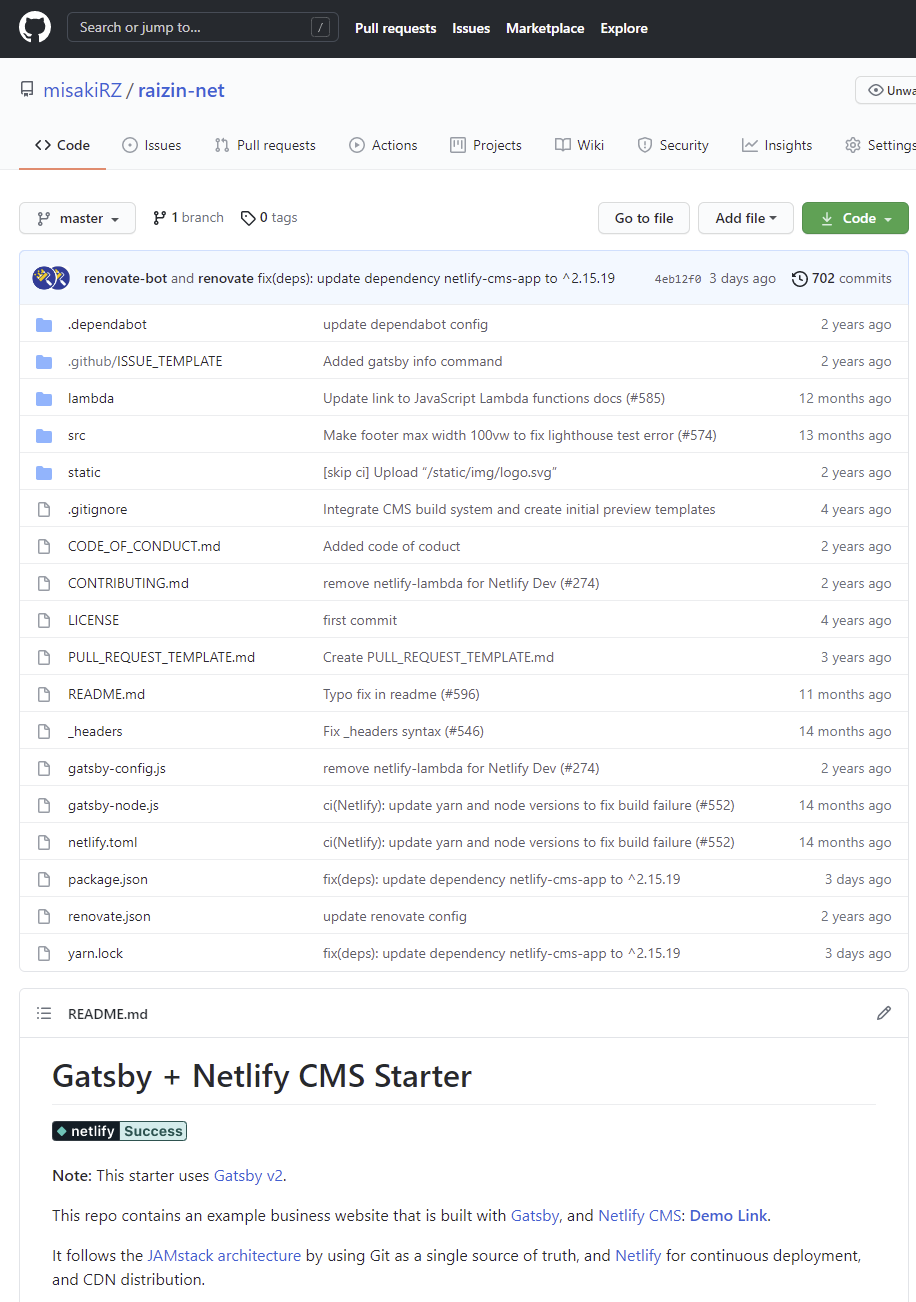 Search or jump to... / Pull requests Issues Marketplace Explore
misakiRZ / raizin-net Unwa
Code Issues Pull requests Actions Projects Wiki Security Insights Settings
master 1 branch 0 tags Go to file Add file Code
renovate-bot and renovate fix(deps): update dependency netlify-cms-app to ^2.15.19 4eb12f0 3 days ago 702 commits
.dependabot update dependabot config 2 years ago
.github/ISSUE_TEMPLATE Added gatsby info command 2 years ago
lambda Update link to JavaScript Lambda functions docs (#585) 12 months ago
src Make footer max width 100vw to fix lighthouse test error (#574) 13 months ago
static [skip ci] Upload “/static/img/logo.svg” 2 years ago
.gitignore Integrate CMS build system and create initial preview templates 4 years ago
CODE_OF_CONDUCT.md Added code of coduct 2 years ago
CONTRIBUTING.md remove netlify-lambda for Netlify Dev (#274) 2 years ago
LICENSE first commit 4 years ago
PULL_REQUEST_TEMPLATE.md Create PULL_REQUEST_TEMPLATE.md 3 years ago
README.md Typo fix in readme (#596) 11 months ago
_headers Fix _headers syntax (#546) 14 months ago
gatsby-config.js remove netlify-lambda for Netlify Dev (#274) 2 years ago
gatsby-node.js ci(Netlify): update yarn and node versions to fix build failure (#552) 14 months ago
netlify.toml ci(Netlify): update yarn and node versions to fix build failure (#552) 14 months ago
package.json fix(deps): update dependency netlify-cms-app to ^2.15.19 3 days ago
renovate.json update renovate config 2 years ago
yarn.lock fix(deps): update dependency netlify-cms-app to ^2.15.19 3 days ago
README.md
Gatsby + Netlify CMS Starter
netlify Success
Note: This starter uses Gatsby v2.
This repo contains an example business website that is built with Gatsby, and Netlify CMS: Demo Link.
It follows the JAMstack architecture by using Git as a single source of truth, and Netlify for continuous deployment,
and CDN distribution.